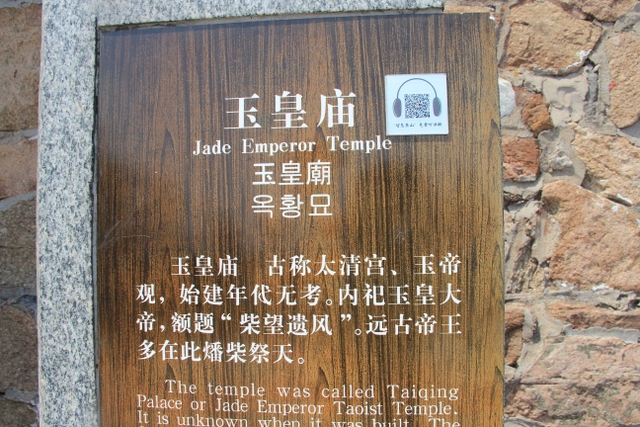 玉皇庙
Jade Emperor Temple
玉皇廟
옥황묘
玉皇庙 古称太清宫、玉帝
观，始建年代无考。内祀玉皇大
帝，额题“柴望遗风”。远古帝王
多在此燔柴祭天。
The temple was called Taiqing
Palace or Jade Emperor Taoist Temple.
It is unknown when it was built. The